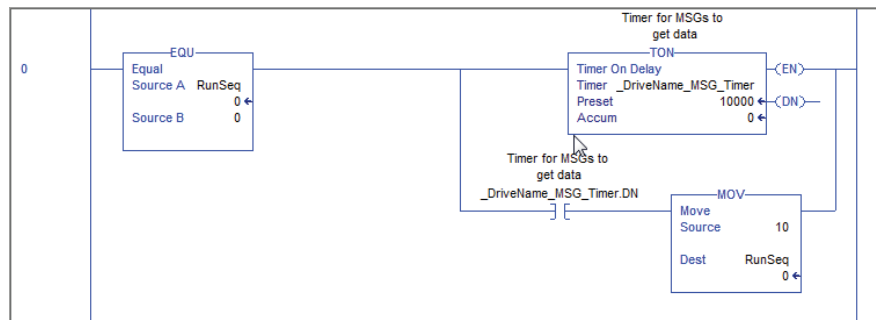 Timer for MSGs to
get data
0
EQU
Equal
Source A RunSeq
0
Source B 0
TON
Timer On Delay
Timer _DriveName_MSG_Timer
Preset 10000
Accum 0
EN
DN
Timer for MSGs to
get data
_DriveName_MSG_Timer.DN
MOV
Move
Source 10
Dest RunSeq
0